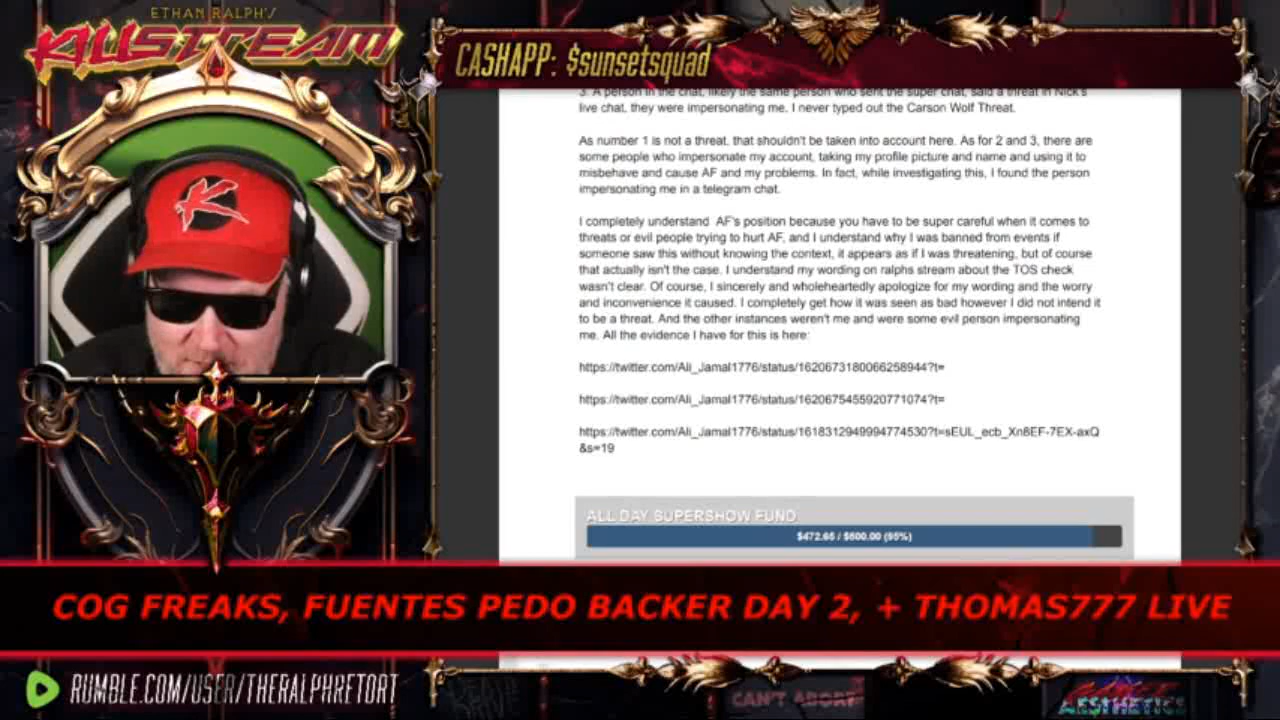 ETHAN RALPH'S
KILLSTREAM
CASHAPP: $sunsetsquad
3. A person in the chat, likely the same person who sent the super chat, said a threat in Nick's
live chat, they were impersonating me. I never typed out the Carson Wolf Threat.
As number 1 is not a threat, that shouldn't be taken into account here. As for 2 and 3, there are
some people who impersonate my account, taking my profile picture and name and using it to
misbehave and cause AF and my problems. In fact, while investigating this, I found the person
impersonating me in a telegram chat.
I completely understand AF's position because you have to be super careful when it comes to
threats or evil people trying to hurt AF, and I understand why I was banned from events if
someone saw this without knowing the context, it appears as if I was threatening, but of course
that actually isn't the case. I understand my wording on ralphs stream about the TOS check
wasn't clear. Of course, I sincerely and wholeheartedly apologize for my wording and the worry
and inconvenience it caused. I completely get how it was seen as bad however I did not intend it
to be a threat. And the other instances weren't me and were some evil person impersonating
me. All the evidence I have for this is here:
https://twitter.com/Ali_Jamal1776/status/1620673180066258944?t=
https://twitter.com/Ali_Jamal1776/status/1620675455920771074?t=
https://twitter.com/Ali_Jamal1776/status/1618312949994774530?t=sEUL_ecb_Xn8EF-7EX-axQ
&s=19
ALL DAY SUPERSHOW FUND
$472.65 / $500.00 (95%)
COG FREAKS, FUENTES PEDO BACKER DAY 2, + THOMAS777 LIVE
RUMBLE.COM/USER/THERALPHRETORT
CAN'T ABORT
AESTHETICS